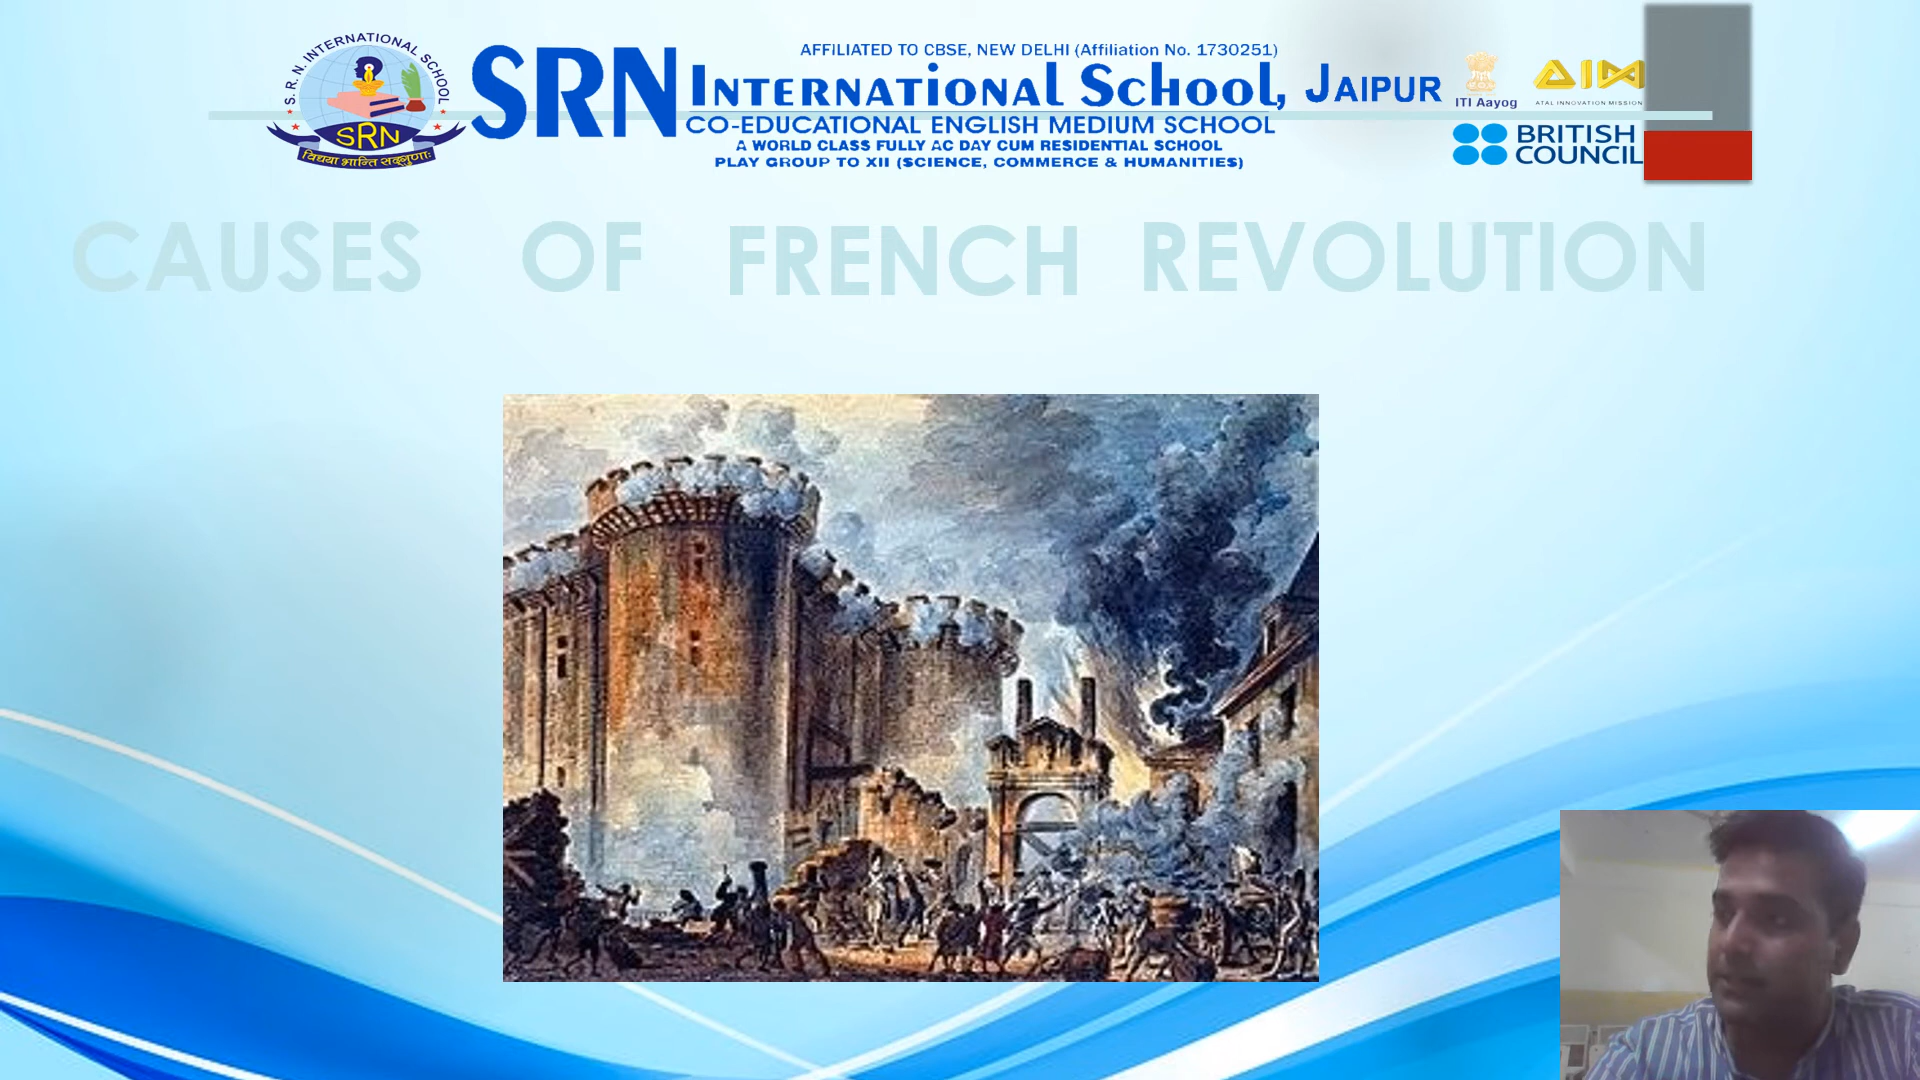 S. R. N. INTERNATIONAL SCHOOL
SRN
विद्यया भान्ति सद्गुणाः
AFFILIATED TO CBSE, NEW DELHI (Affiliation No. 1730251)
SRN INTERNATIONAL SCHOOL, JAIPUR
CO-EDUCATIONAL ENGLISH MEDIUM SCHOOL
A WORLD CLASS FULLY AC DAY CUM RESIDENTIAL SCHOOL
PLAY GROUP TO XII (SCIENCE, COMMERCE & HUMANITIES)
ITI Aayog
AIM
ATAL INNOVATION MISSION
BRITISH
COUNCIL
CAUSES OF FRENCH REVOLUTION